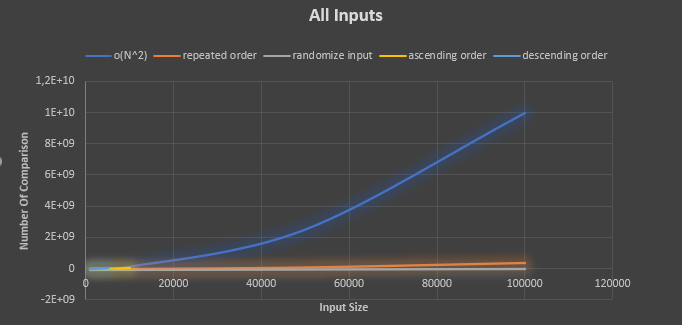 All Inputs
o(N^2) repeated order randomize input ascending order descending order
1,2E+10
1E+10
8E+09
6E+09
4E+09
2E+09
0
-2E+09
Number Of Comparison
0 20000 40000 60000 80000 100000 120000
Input Size